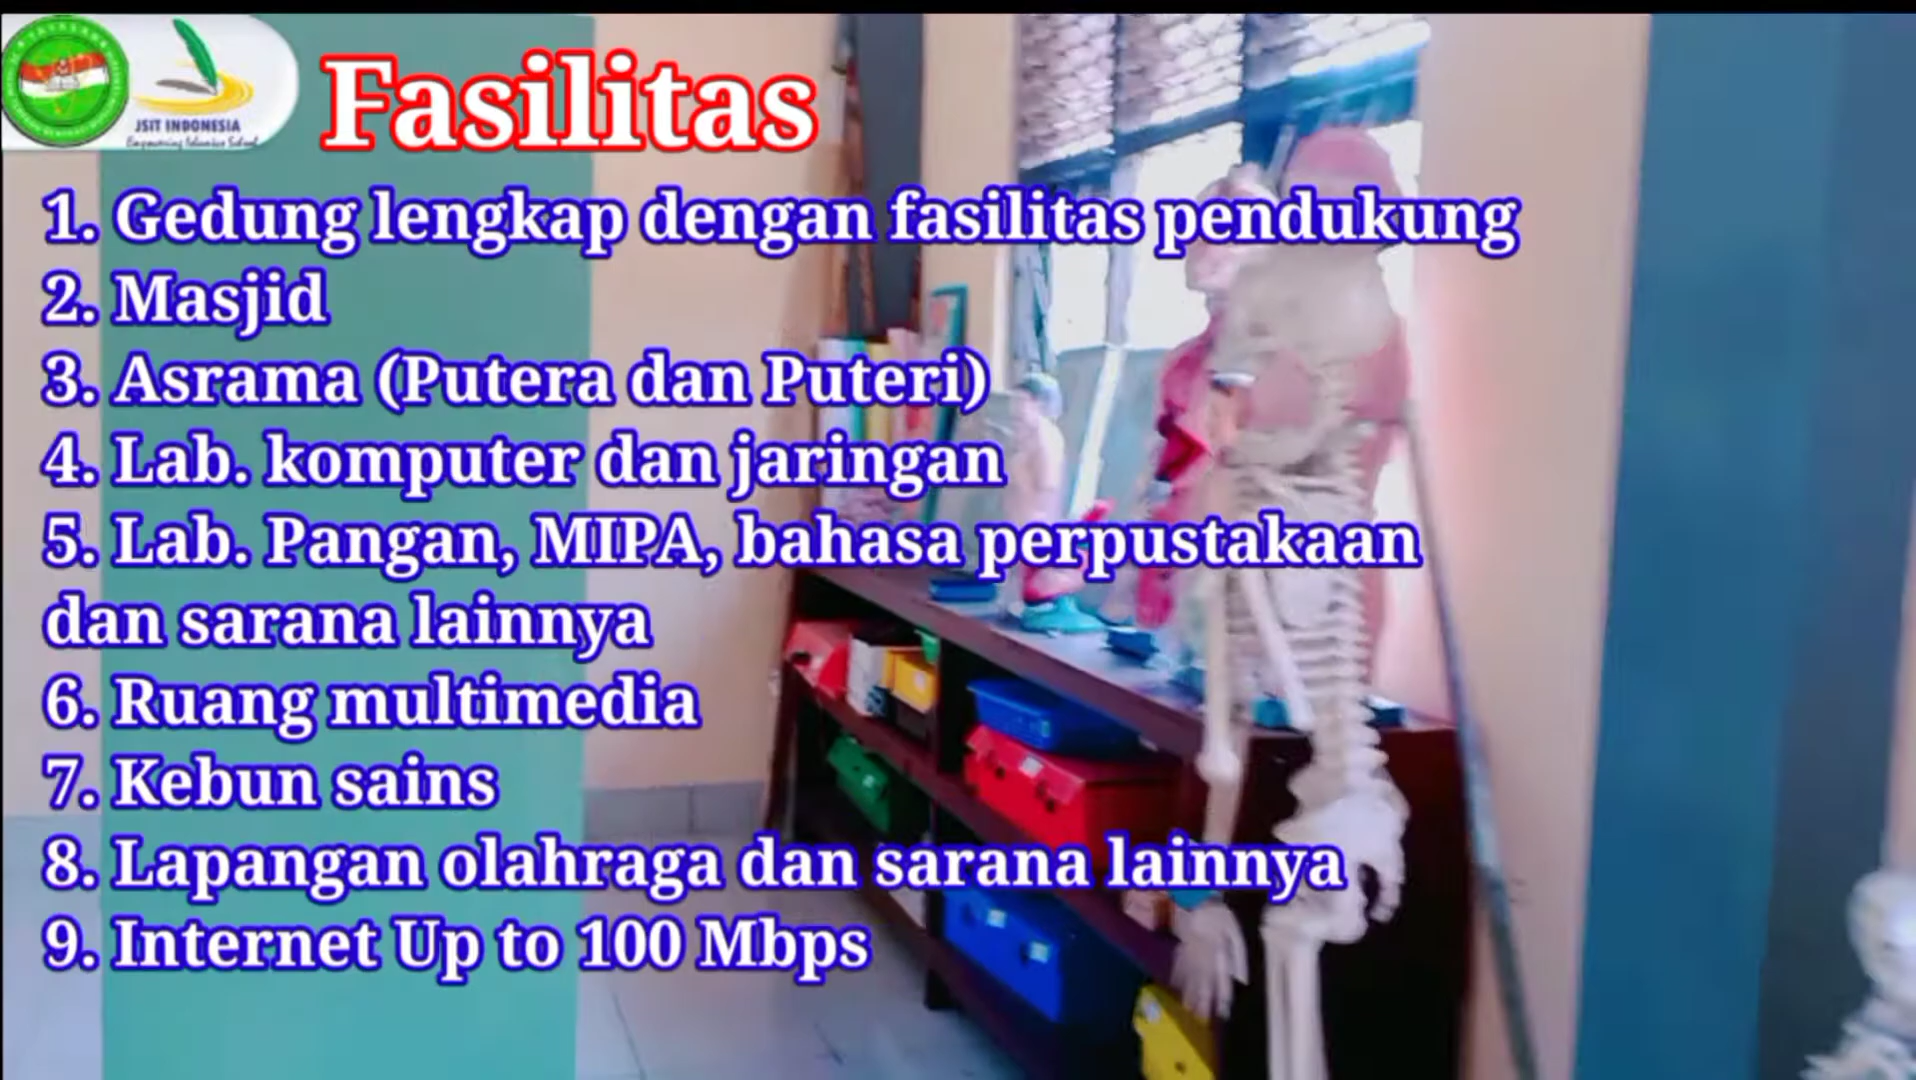 JSIT INDONESIA
Fasilitas
1. Gedung lengkap dengan fasilitas pendukung
2. Masjid
3. Asrama (Putera dan Puteri)
4. Lab. komputer dan jaringan
5. Lab. Pangan, MIPA, bahasa perpustakaan
dan sarana lainnya
6. Ruang multimedia
7. Kebun sains
8. Lapangan olahraga dan sarana lainnya
9. Internet Up to 100 Mbps